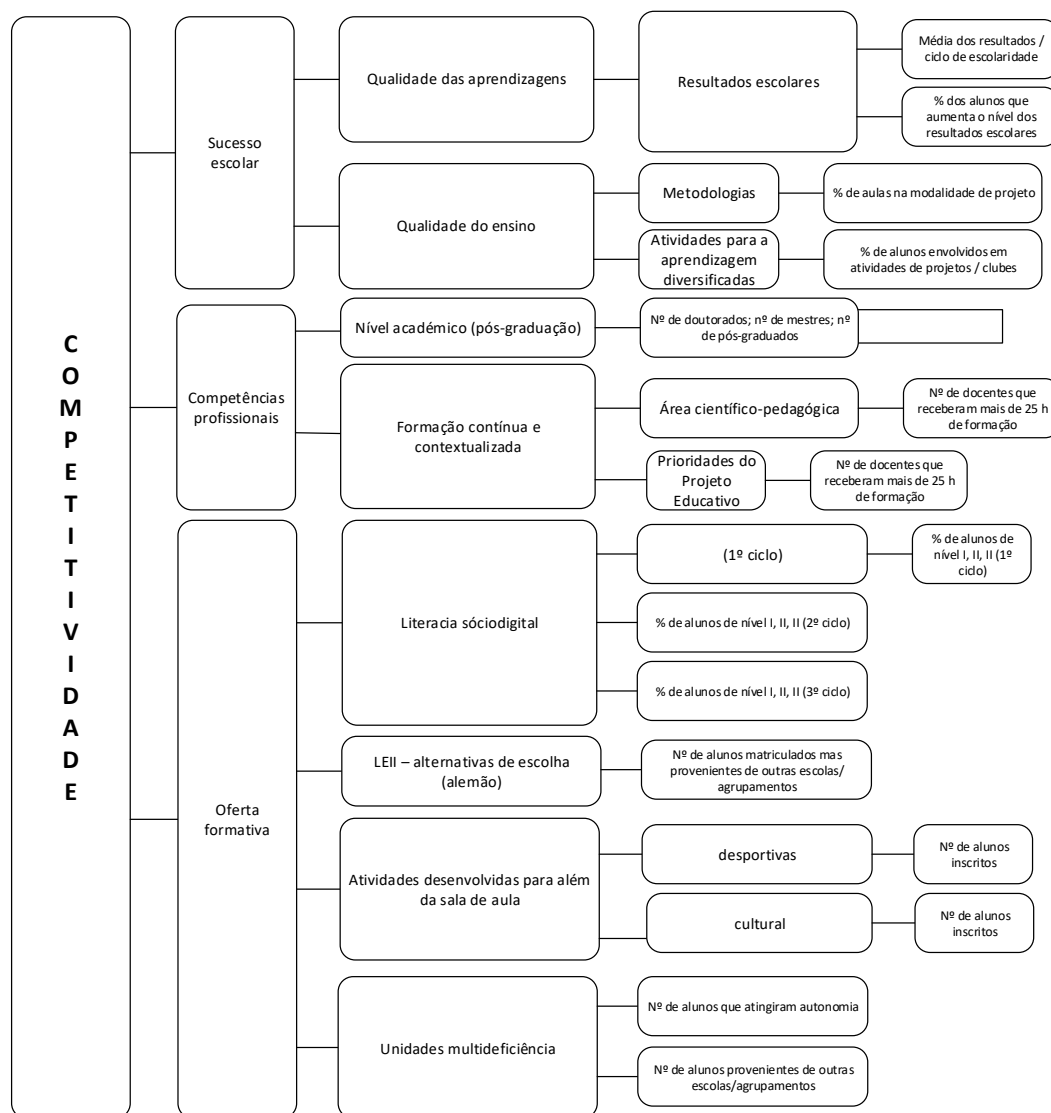 COMPETITIVIDADE
Sucesso
escolar
Qualidade das aprendizagens
Resultados escolares
Média dos resultados /
ciclo de escolaridade
% dos alunos que
aumenta o nível dos
resultados escolares
Qualidade do ensino
Metodologias
% de aulas na modalidade de projeto
Atividades para a
aprendizagem
diversificadas
% de alunos envolvidos em
atividades de projetos / clubes
Competências
profissionais
Nível académico (pós-graduação)
Nº de doutorados; nº de mestres; nº
de pós-graduados
Formação contínua e
contextualizada
Área científico-pedagógica
Nº de docentes que
receberam mais de 25 h
de formação
Prioridades do
Projeto
Educativo
Nº de docentes que
receberam mais de 25 h
de formação
Oferta
formativa
Literacia sóciodigital
(1º ciclo)
% de alunos de
nível I, II, II (1º
ciclo)
% de alunos de nível I, II, II (2º ciclo)
% de alunos de nível I, II, II (3º ciclo)
LEII – alternativas de escolha
(alemão)
Nº de alunos matriculados mas
provenientes de outras escolas/
agrupamentos
Atividades desenvolvidas para além
da sala de aula
desportivas
Nº de alunos
inscritos
cultural
Nº de alunos
inscritos
Unidades multideficiência
Nº de alunos que atingiram autonomia
Nº de alunos provenientes de outras
escolas/agrupamentos